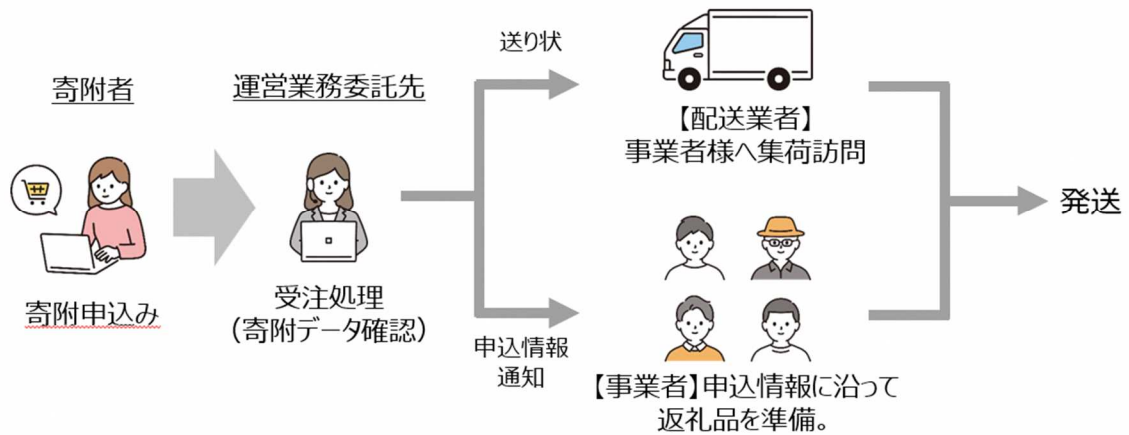 寄附者
寄附申込み
運営業務委託先
受注処理
（寄附データ確認）
送り状
【配送業者】
事業者様へ集荷訪問
申込情報
通知
【事業者】申込情報に沿って
返礼品を準備。
発送